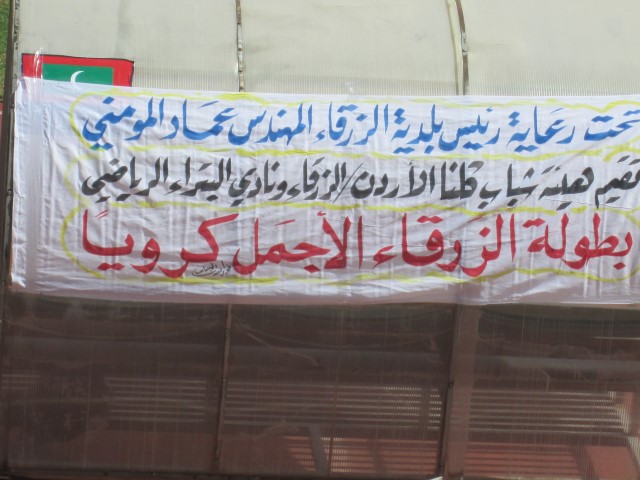 تحت رعاية رئيس بلدية الزرقاء المهندس عماد المومني
تقيم هيئة شباب كلنا الأردن/الزرقاء ونادي البتراء الرياضي
بطولة الزرقاء الأجمل كروياً